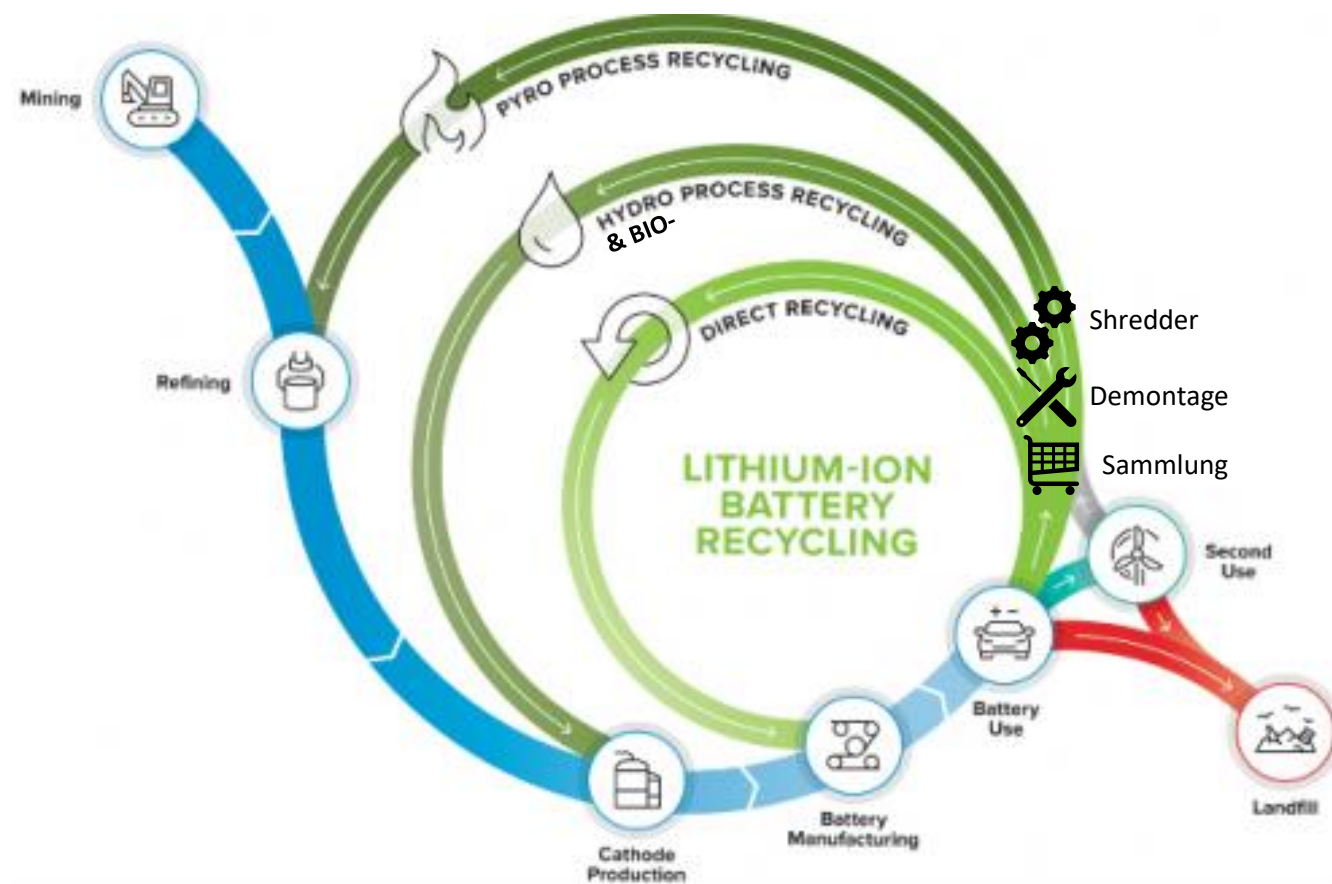 Mining
PYRO PROCESS RECYCLING
HYDRO PROCESS RECYCLING
& BIO-
DIRECT RECYCLING
Shredder
Refining
Demontage
Sammlung
LITHIUM-ION
BATTERY
RECYCLING
Second
Use
+ −
Battery
Use
Landfill
Battery
Manufacturing
Cathode
Production